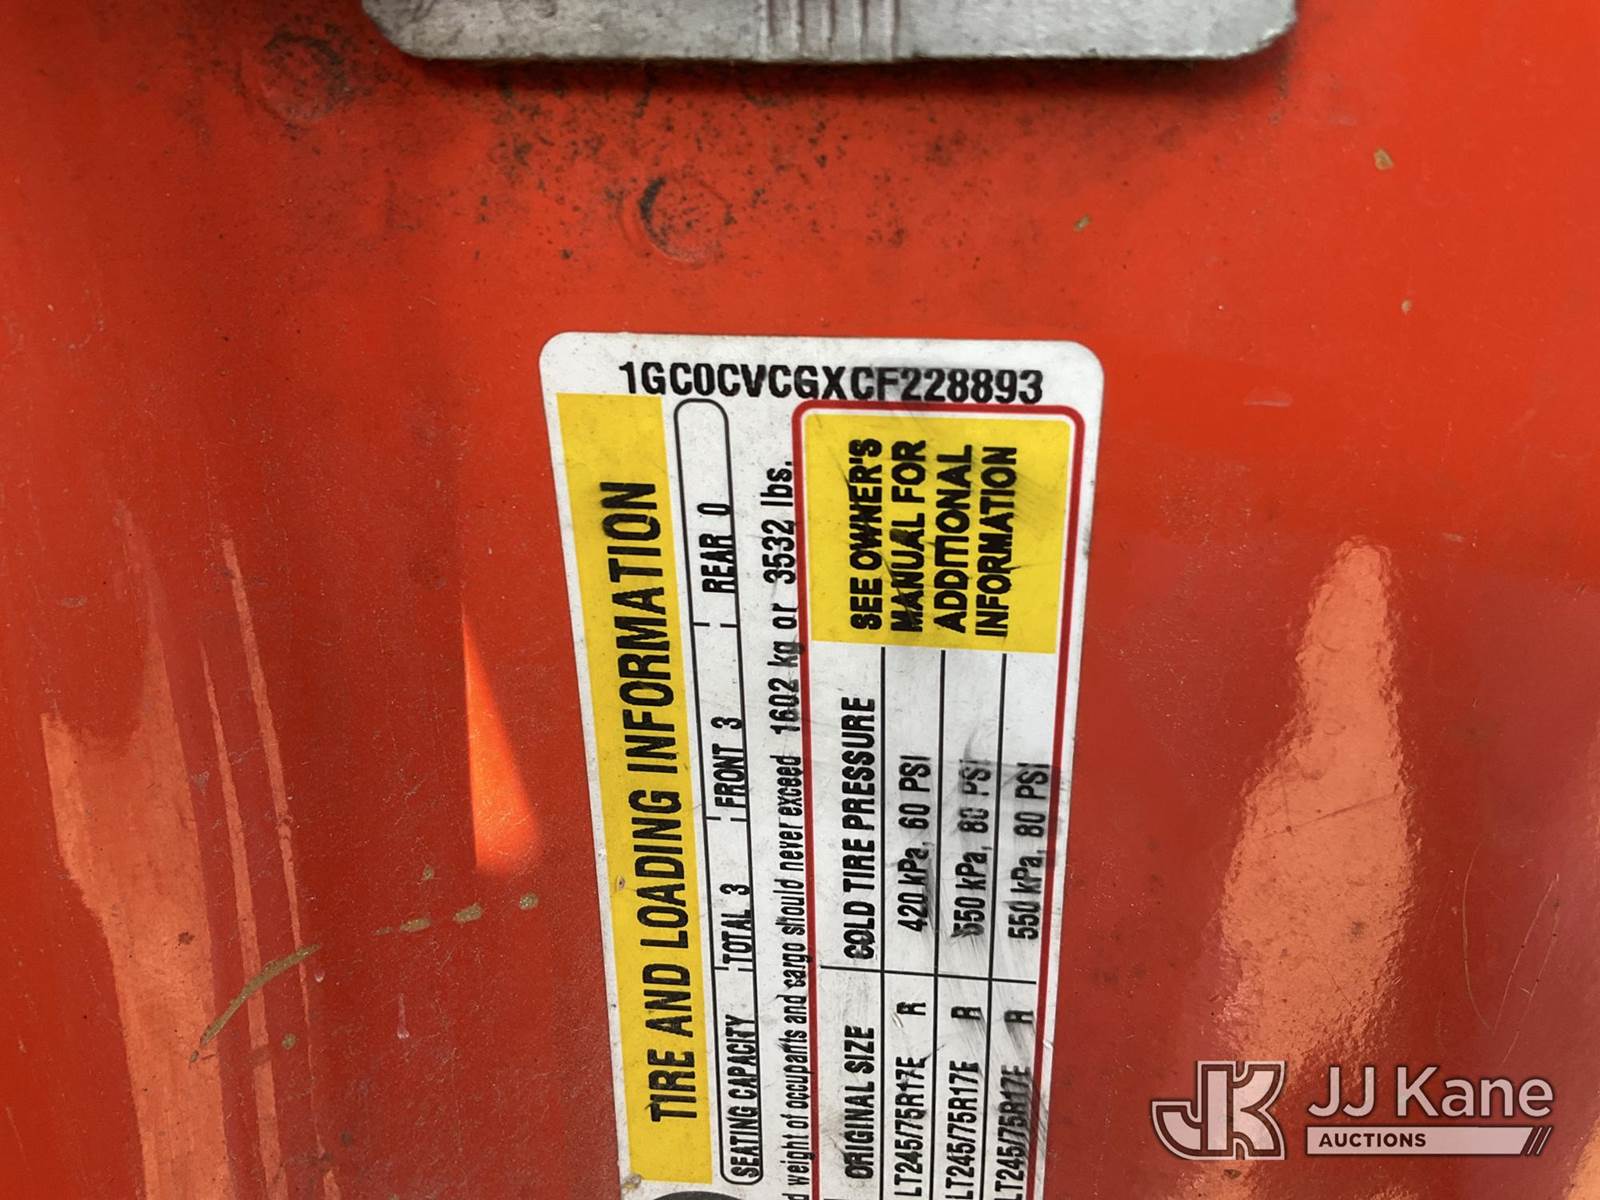 1GC0CVCGXCF228893
TIRE AND LOADING INFORMATION
SEATING CAPACITY TOTAL 3 FRONT 3 REAR 0
weight of occupants and cargo should never exceed 1602 kg or 3532 lbs.
ORIGINAL SIZE COLD TIRE PRESSURE
LT245/75R17E R 420 kPa, 60 PSI
LT245/75R17E R 550 kPa, 80 PSI
LT245/75R17E R 550 kPa, 80 PSI
SEE OWNER'S
MANUAL FOR
ADDITIONAL
INFORMATION
JK JJ Kane
AUCTIONS